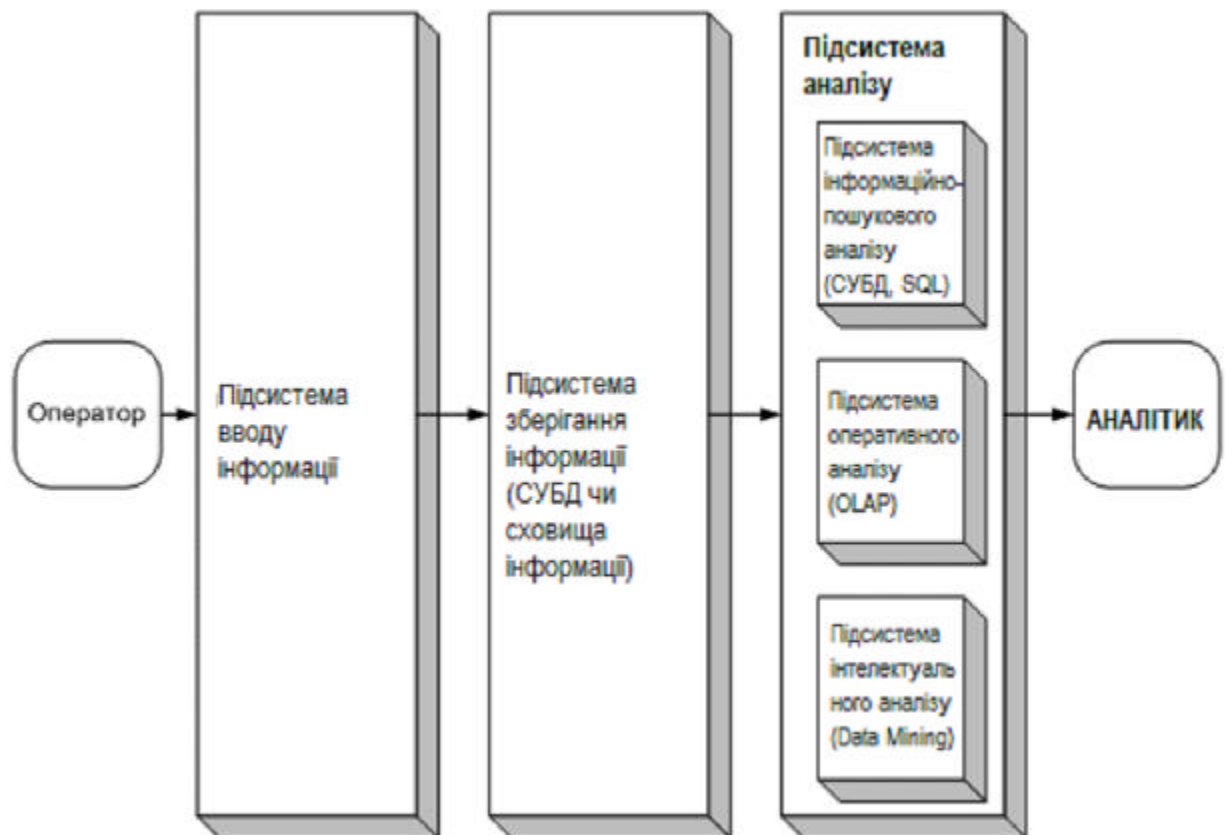 Оператор
Підсистема
вводу
інформації
Підсистема
зберігання
інформації
(СУБД чи
сховища
інформації)
Підсистема
аналізу
Підсистема
інформаційно-
пошукового
аналізу
(СУБД, SQL)
Підсистема
оперативного
аналізу
(OLAP)
Підсистема
інтелектуаль
ного аналізу
(Data Mining)
АНАЛІТИК